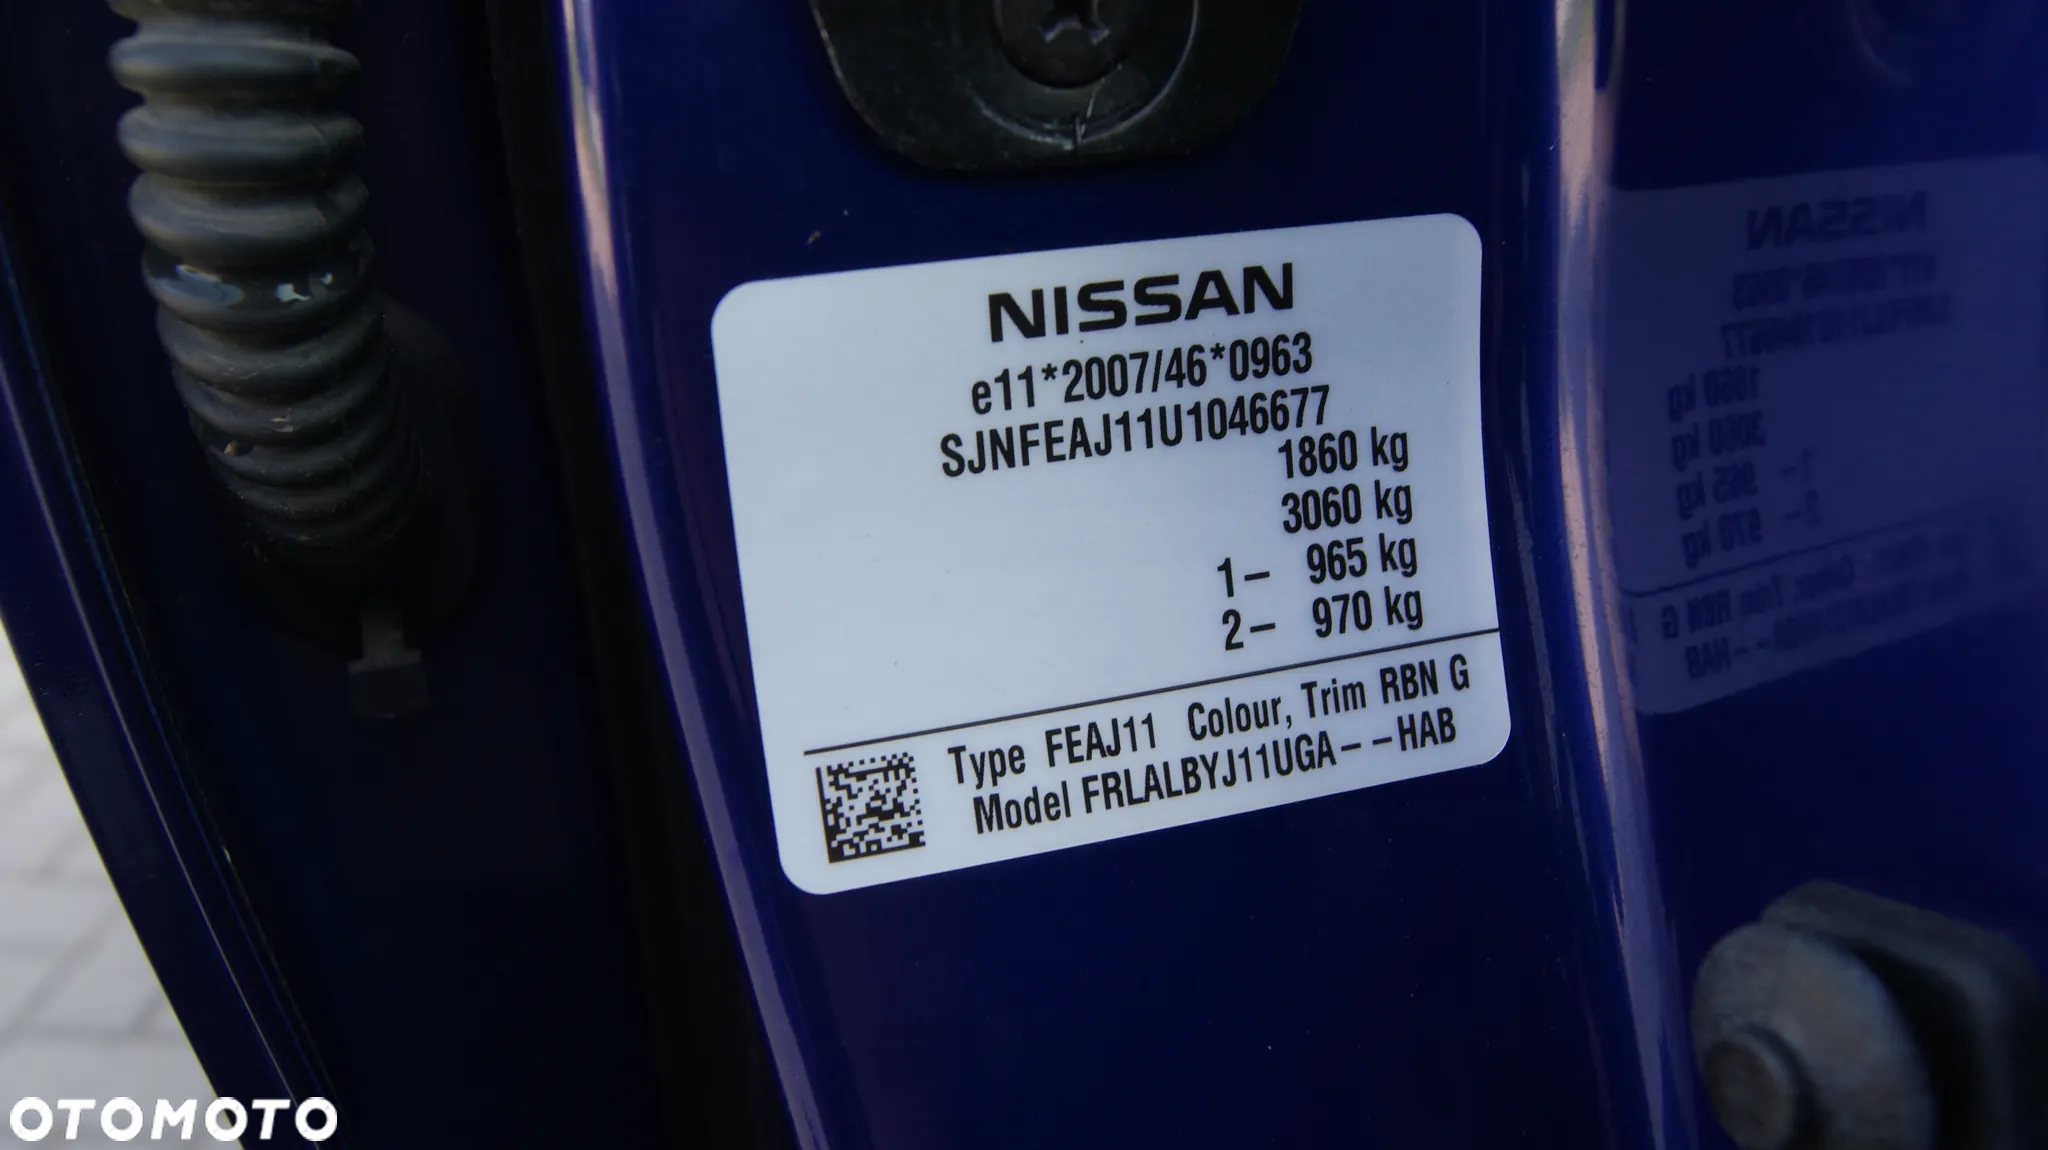 NISSAN
e11*2007/46*0963
SJNFEAJ11U1046677
1860 kg
3060 kg
1– 965 kg
2– 970 kg
Type FEAJ11 Colour, Trim RBN G
Model FRLALBYJ11UGA– –HAB
OTOMOTO